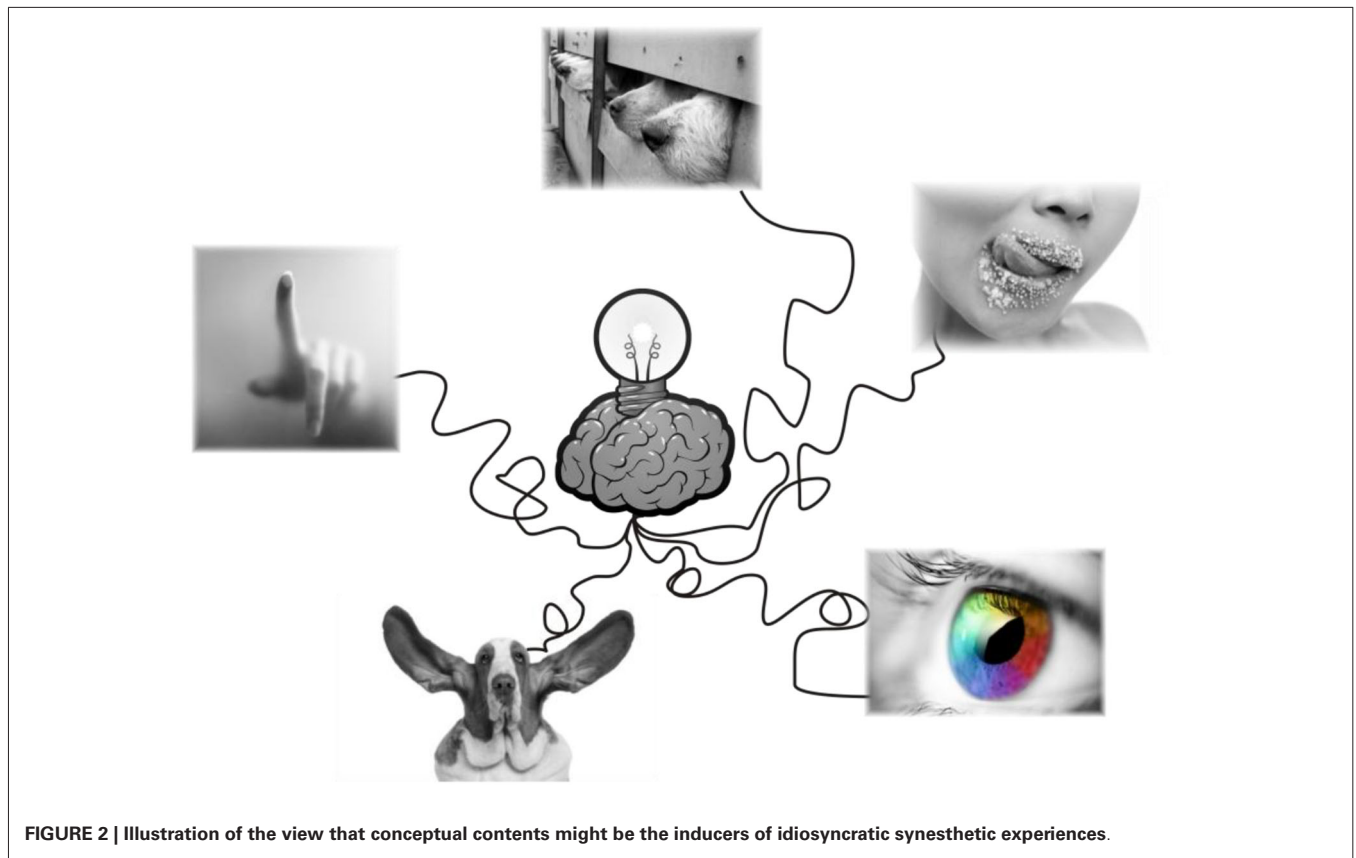 FIGURE 2 | Illustration of the view that conceptual contents might be the inducers of idiosyncratic synesthetic experiences.